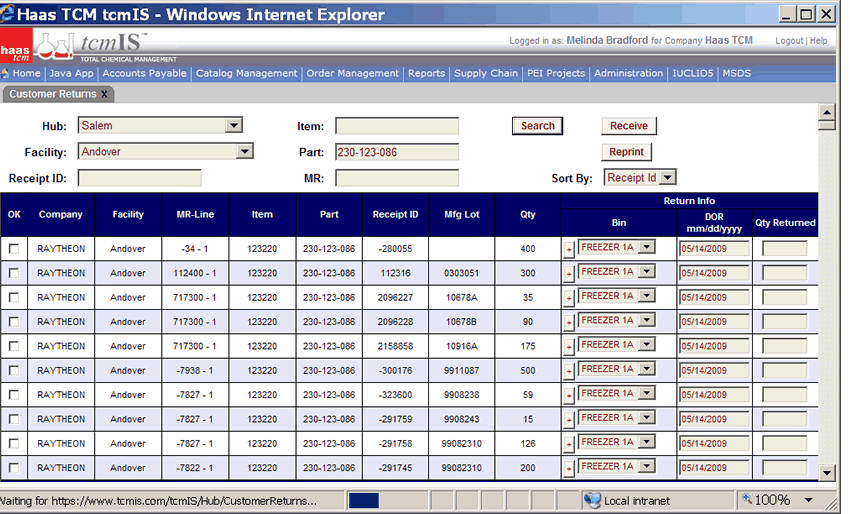 Haas TCM tcmIS - Windows Internet Explorer
haas tcm
tcmIS™
TOTAL CHEMICAL MANAGEMENT
Logged in as: Melinda Bradford for Company Haas TCM Logout | Help
Home | Java App | Accounts Payable | Catalog Management | Order Management | Reports | Supply Chain | PEI Projects | Administration | IUCLID5 | MSDS
Customer Returns x
Hub: Salem Item: Search Receive
Facility: Andover Part: 230-123-086 Reprint
Receipt ID: MR: Sort By: Receipt Id
Return Info
OK Company Facility MR-Line Item Part Receipt ID Mfg Lot Qty Bin DOR mm/dd/yyyy Qty Returned
RAYTHEON Andover -34 - 1 123220 230-123-086 -280055 400 + FREEZER 1A 05/14/2009
RAYTHEON Andover 112400 - 1 123220 230-123-086 112316 0303051 300 + FREEZER 1A 05/14/2009
RAYTHEON Andover 717300 - 1 123220 230-123-086 2096227 10678A 35 + FREEZER 1A 05/14/2009
RAYTHEON Andover 717300 - 1 123220 230-123-086 2096228 10678B 90 + FREEZER 1A 05/14/2009
RAYTHEON Andover 717300 - 1 123220 230-123-086 2158858 10916A 175 + FREEZER 1A 05/14/2009
RAYTHEON Andover -7938 - 1 123220 230-123-086 -300176 9911087 500 + FREEZER 1A 05/14/2009
RAYTHEON Andover -7827 - 1 123220 230-123-086 -323600 9908238 59 + FREEZER 1A 05/14/2009
RAYTHEON Andover -7827 - 1 123220 230-123-086 -291759 9908243 15 + FREEZER 1A 05/14/2009
RAYTHEON Andover -7827 - 1 123220 230-123-086 -291758 99082310 126 + FREEZER 1A 05/14/2009
RAYTHEON Andover -7822 - 1 123220 230-123-086 -291745 99082310 200 + FREEZER 1A 05/14/2009
Waiting for https://www.tcmis.com/tcmIS/Hub/CustomerReturns... Local intranet 100%